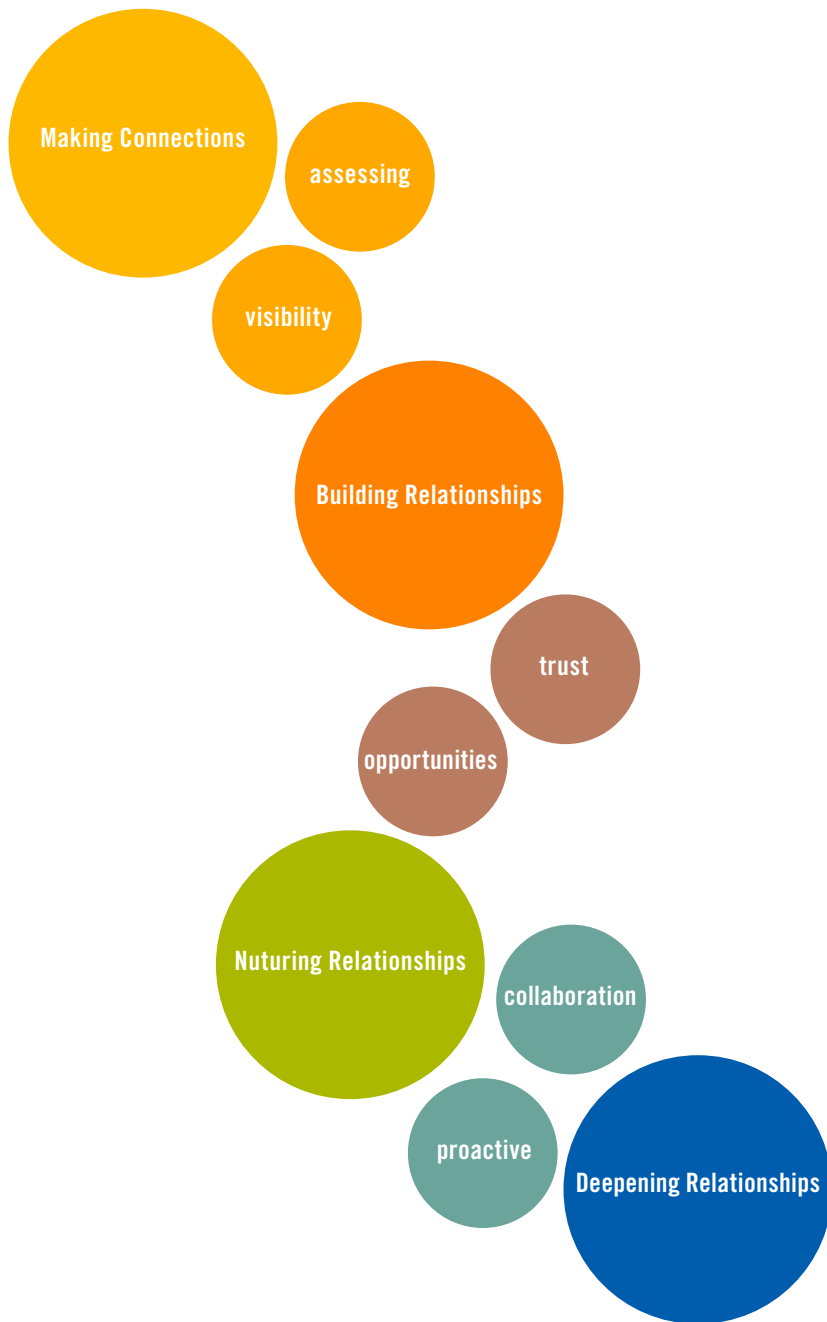 Making Connections
assessing
visibility
Building Relationships
trust
opportunities
Nuturing Relationships
collaboration
proactive
Deepening Relationships